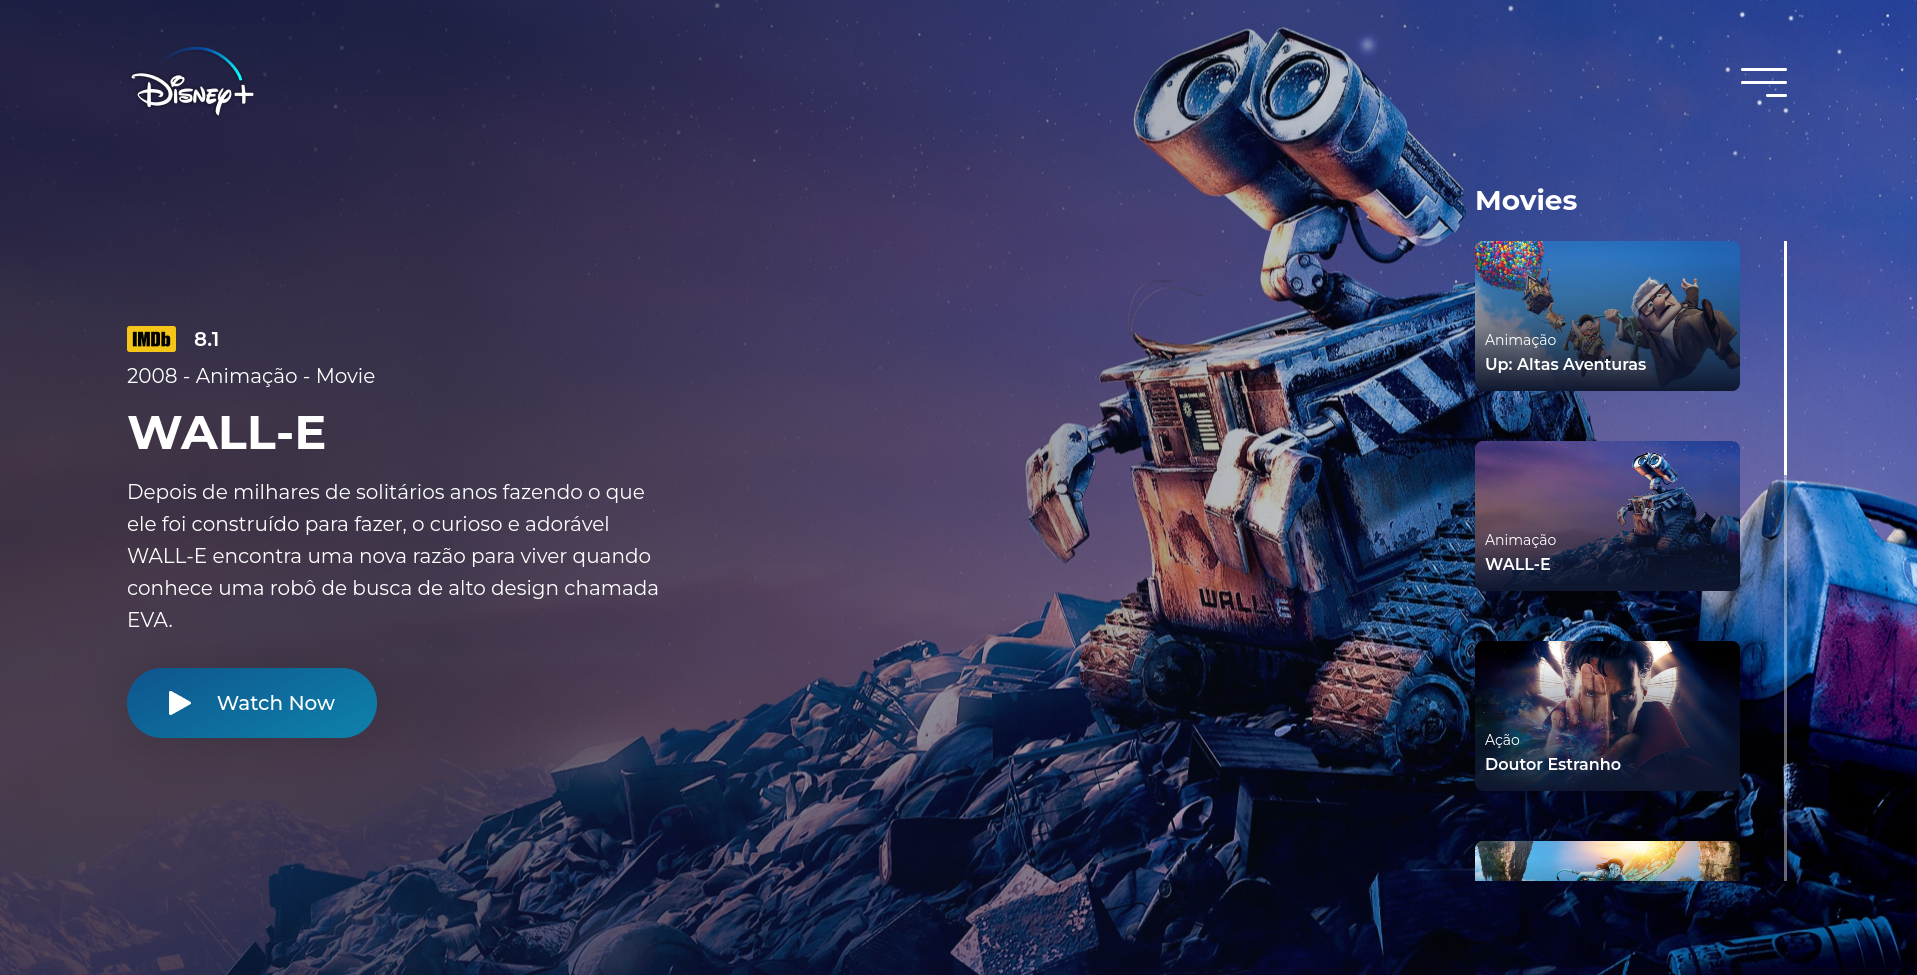 Disney+
IMDb 8.1
2008 - Animação - Movie
WALL-E
Depois de milhares de solitários anos fazendo o que
ele foi construído para fazer, o curioso e adorável
WALL-E encontra uma nova razão para viver quando
conhece uma robô de busca de alto design chamada
EVA.
Watch Now
WALL-E
Movies
Animação
Up: Altas Aventuras
Animação
WALL-E
Ação
Doutor Estranho